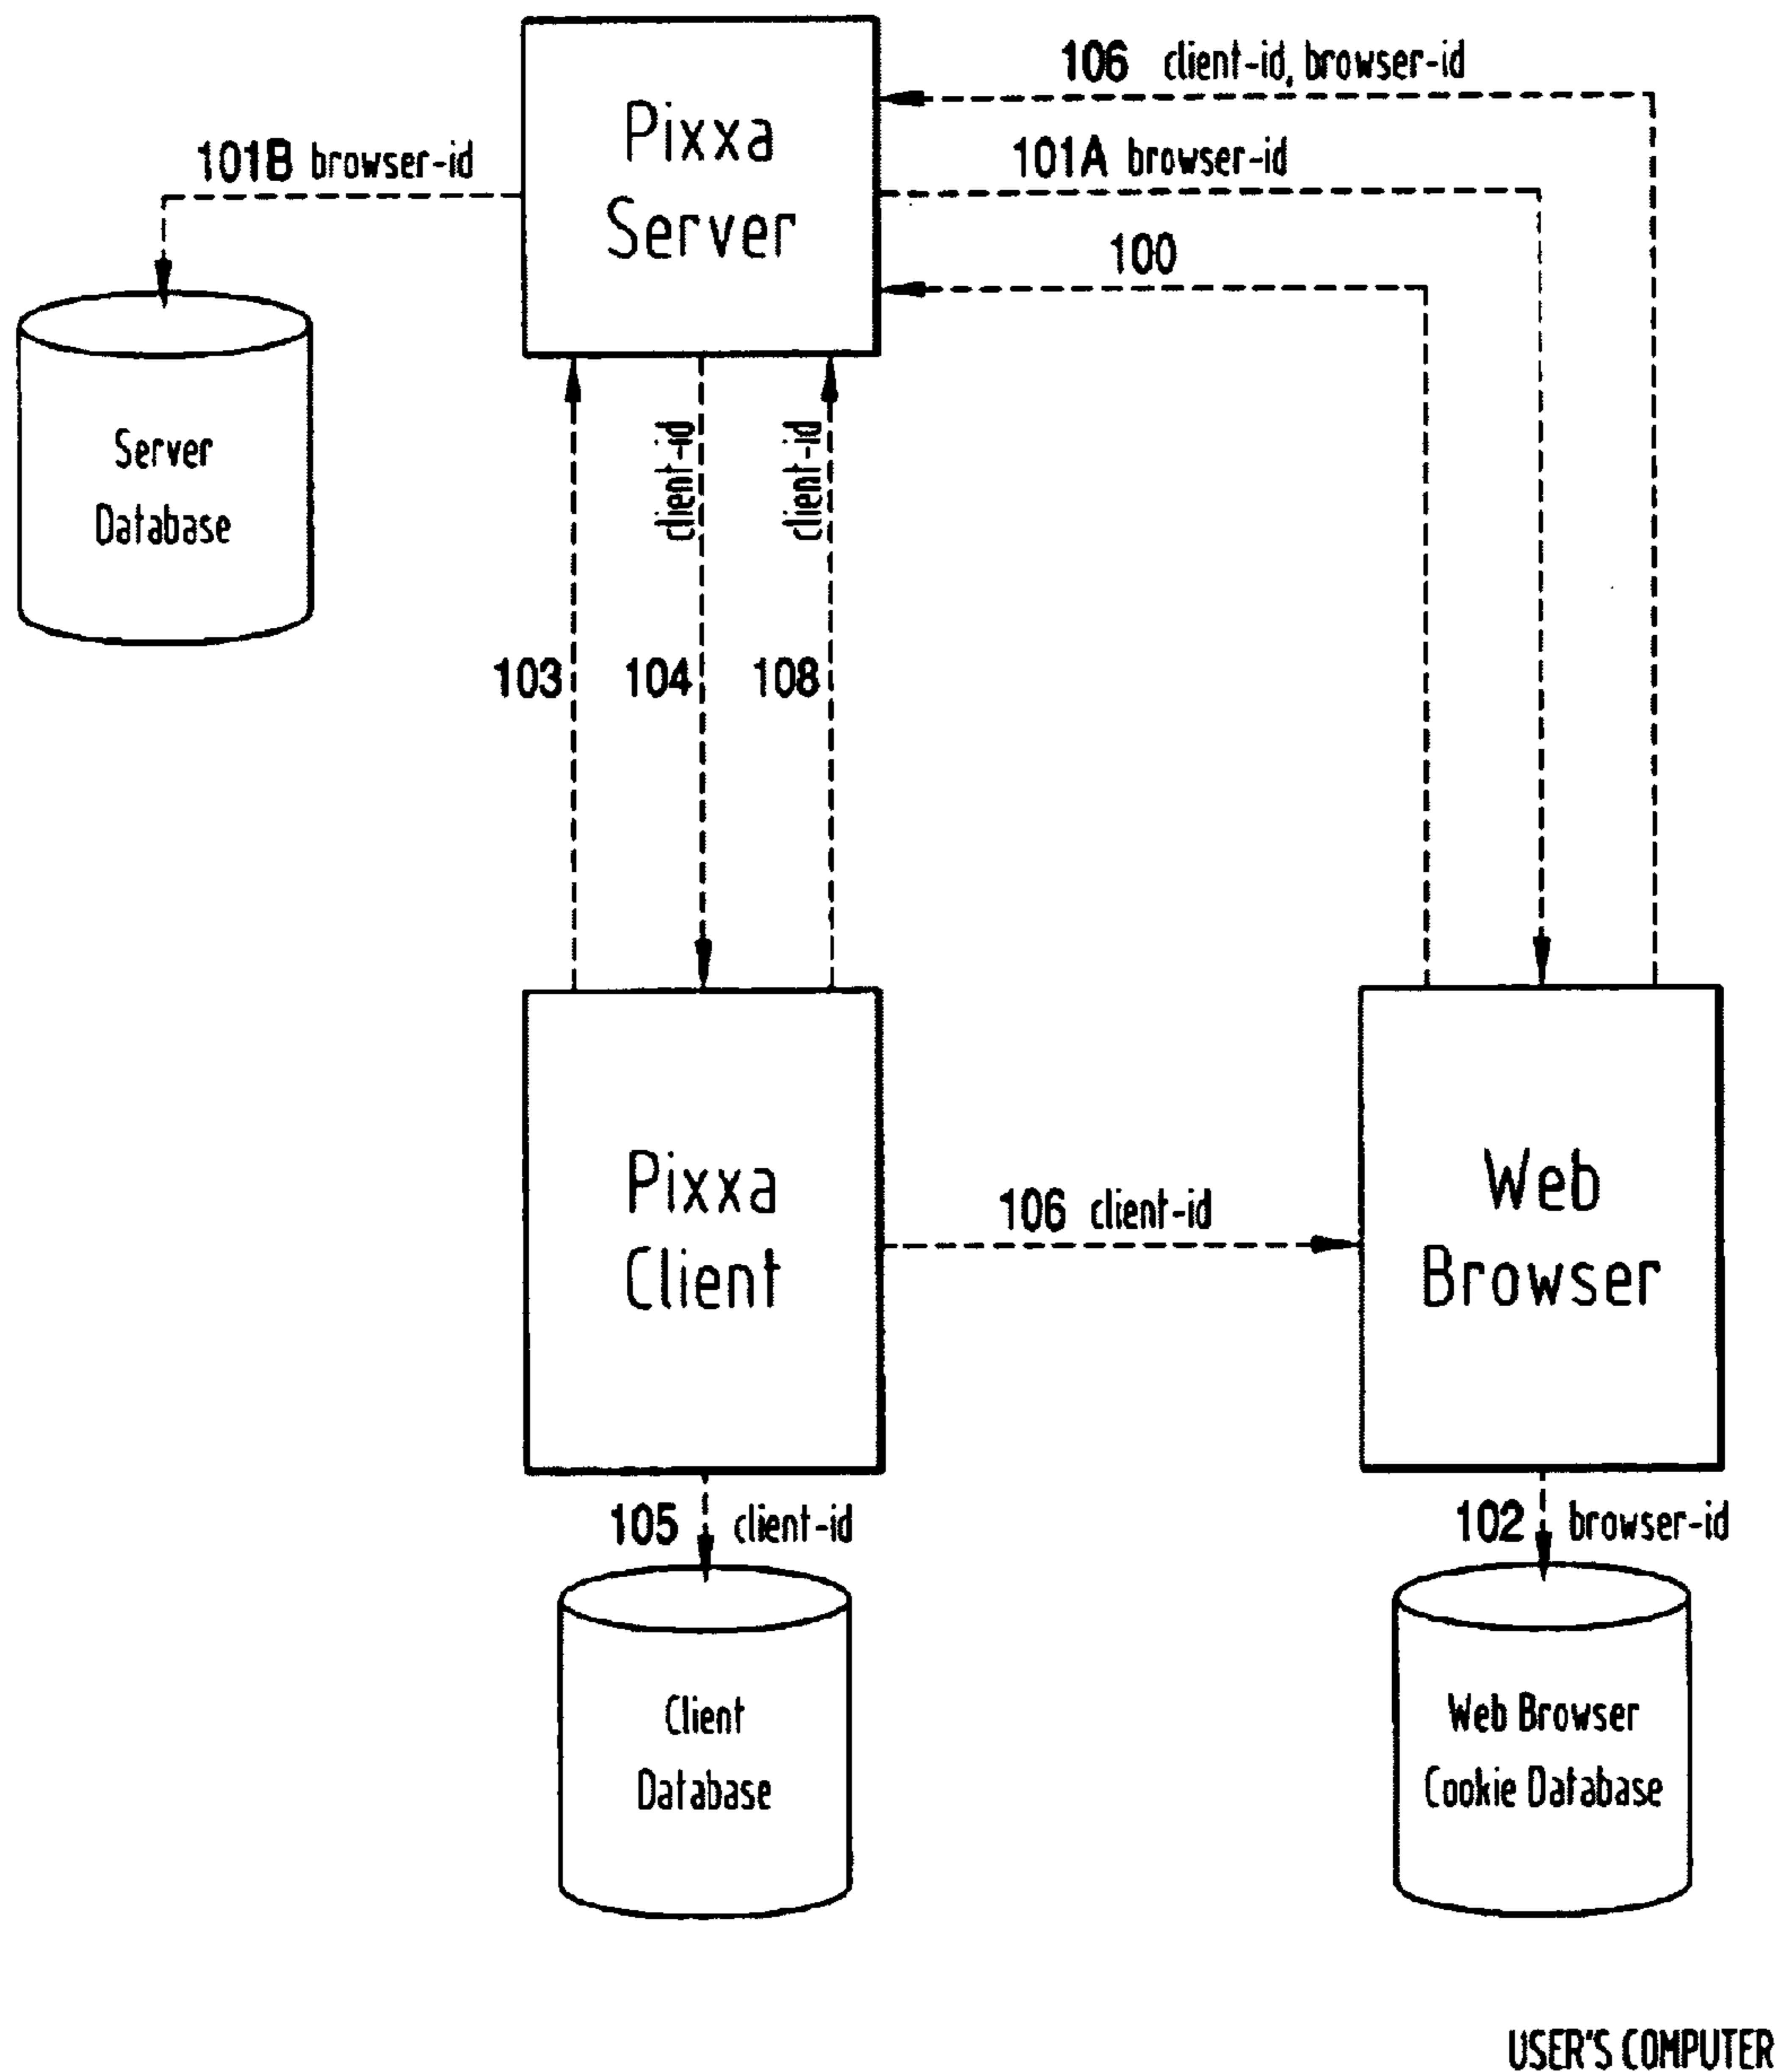 106 client-id, browser-id
Pixxa
Server
101B browser-id
101A browser-id
100
Server
Database
client-id
client-id
103
104
108
Pixxa
Client
106 client-id
Web
Browser
105 client-id
102 browser-id
Client
Database
Web Browser
Cookie Database
USER'S COMPUTER